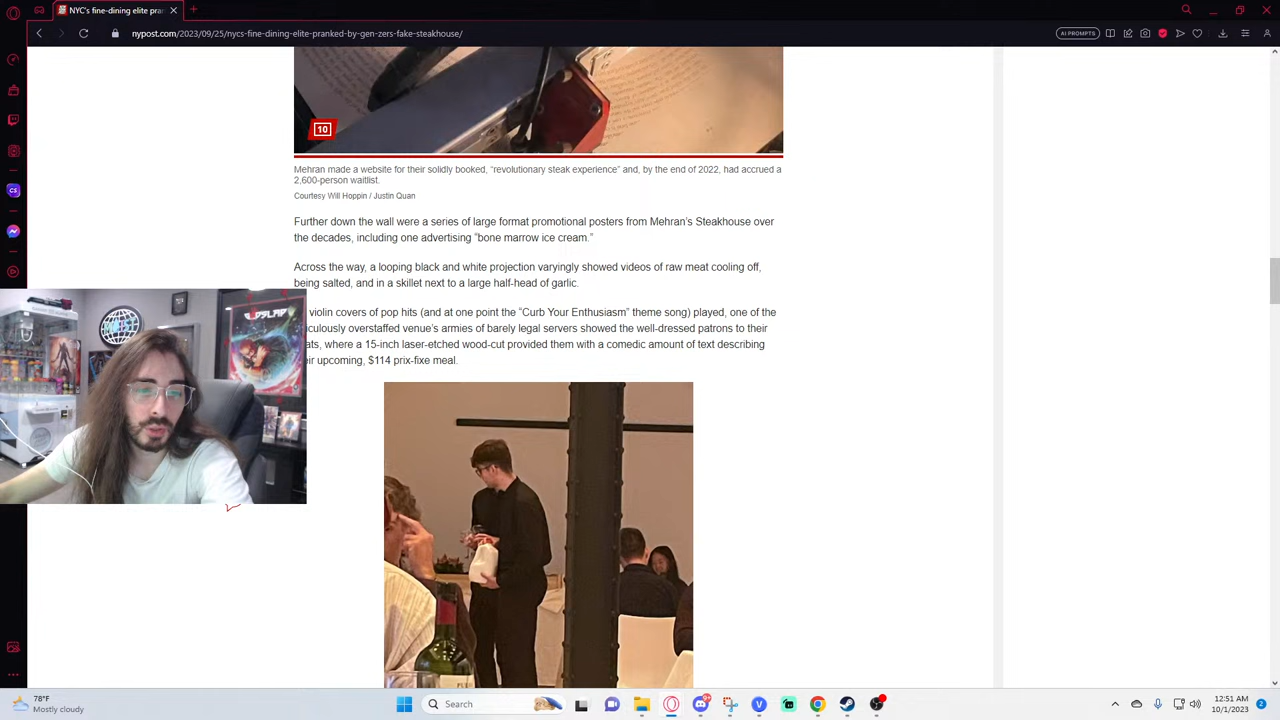 NYC's fine-dining elite pran
nypost.com/2023/09/25/nycs-fine-dining-elite-pranked-by-gen-zers-fake-steakhouse/
AI PROMPTS
10
Mehran made a website for their solidly booked, “revolutionary steak experience” and, by the end of 2022, had accrued a
2,600-person waitlist.
Courtesy Will Hoppin / Justin Quan
Further down the wall were a series of large format promotional posters from Mehran’s Steakhouse over
the decades, including one advertising “bone marrow ice cream.”
Across the way, a looping black and white projection varyingly showed videos of raw meat cooling off,
being salted, and in a skillet next to a large half-head of garlic.
violin covers of pop hits (and at one point the “Curb Your Enthusiasm” theme song) played, one of the
culously overstaffed venue’s armies of barely legal servers showed the well-dressed patrons to their
ats, where a 15-inch laser-etched wood-cut provided them with a comedic amount of text describing
ir upcoming, $114 prix-fixe meal.
CS
78°F
Mostly cloudy
Search
12:51 AM
10/1/2023
2